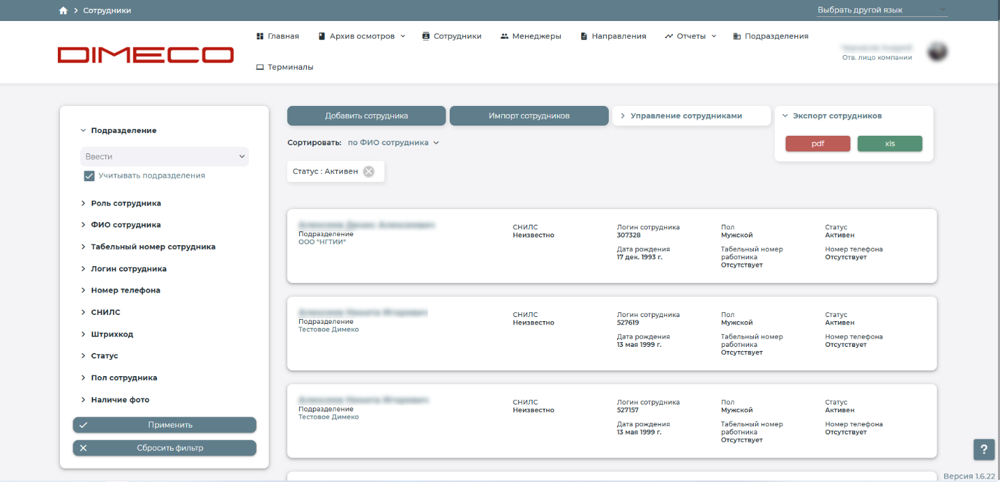 Сотрудники
Выбрать другой язык
DIMECO
Главная
Архив осмотров
Сотрудники
Менеджеры
Направления
Отчеты
Подразделения
Терминалы
Отв. лицо компании
Подразделение
Ввести
Учитывать подразделения
Роль сотрудника
ФИО сотрудника
Табельный номер сотрудника
Логин сотрудника
Номер телефона
СНИЛС
Штрихкод
Статус
Пол сотрудника
Наличие фото
Применить
Сбросить фильтр
Добавить сотрудника
Импорт сотрудников
Управление сотрудниками
Экспорт сотрудников
pdf
xls
Сортировать: по ФИО сотрудника
Статус : Активен
Подразделение
ООО "НГТИИ"
СНИЛС
Неизвестно
Логин сотрудника
307328
Дата рождения
17 дек. 1993 г.
Пол
Мужской
Табельный номер
работника
Отсутствует
Статус
Активен
Номер телефона
Отсутствует
Подразделение
Тестовое Димеко
СНИЛС
Неизвестно
Логин сотрудника
527619
Дата рождения
13 мая 1999 г.
Пол
Мужской
Табельный номер
работника
Отсутствует
Статус
Активен
Номер телефона
Отсутствует
Подразделение
Тестовое Димеко
СНИЛС
Неизвестно
Логин сотрудника
527157
Дата рождения
13 мая 1999 г.
Пол
Мужской
Табельный номер
работника
Отсутствует
Статус
Активен
Номер телефона
Отсутствует
?
Версия 1.6.22